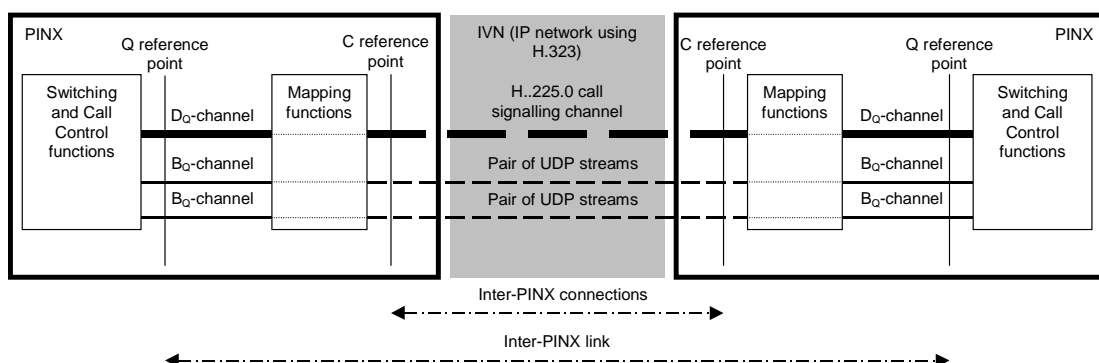 PINX
Q reference
point
C reference
point
IVN (IP network using
H.323)
C reference
point
Q reference
point
PINX
Switching
and Call
Control
functions
DQ-channel
BQ-channel
BQ-channel
Mapping
functions
H..225.0 call
signalling channel
Pair of UDP streams
Pair of UDP streams
Mapping
functions
DQ-channel
BQ-channel
BQ-channel
Switching
and Call
Control
functions
Inter-PINX connections
Inter-PINX link